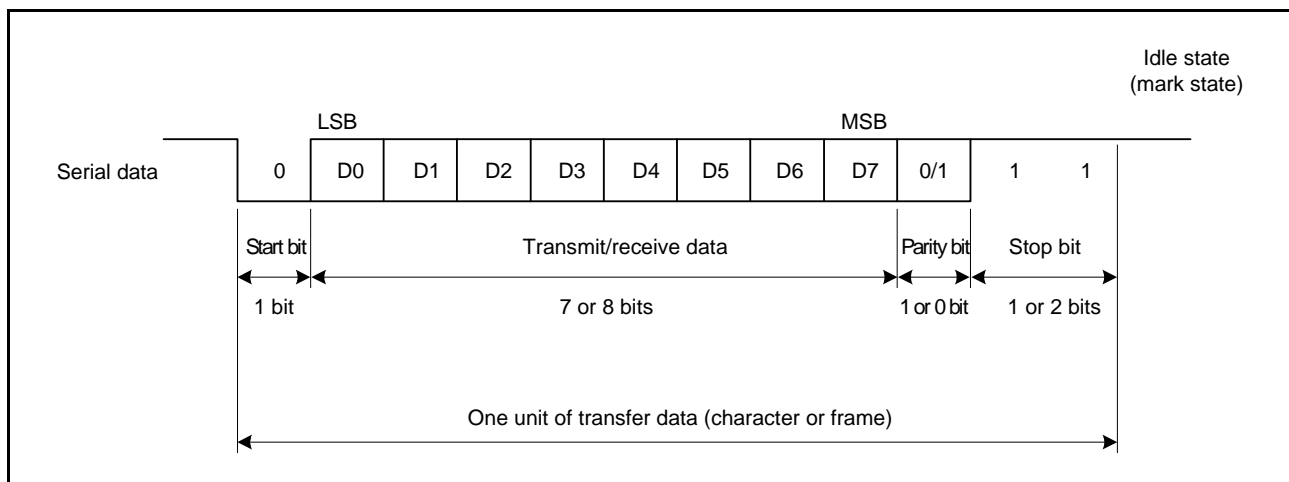 Idle state
(mark state)
LSB MSB
Serial data 0 D0 D1 D2 D3 D4 D5 D6 D7 0/1 1 1
Start bit Transmit/receive data Parity bit Stop bit
1 bit 7 or 8 bits 1 or 0 bit 1 or 2 bits
One unit of transfer data (character or frame)